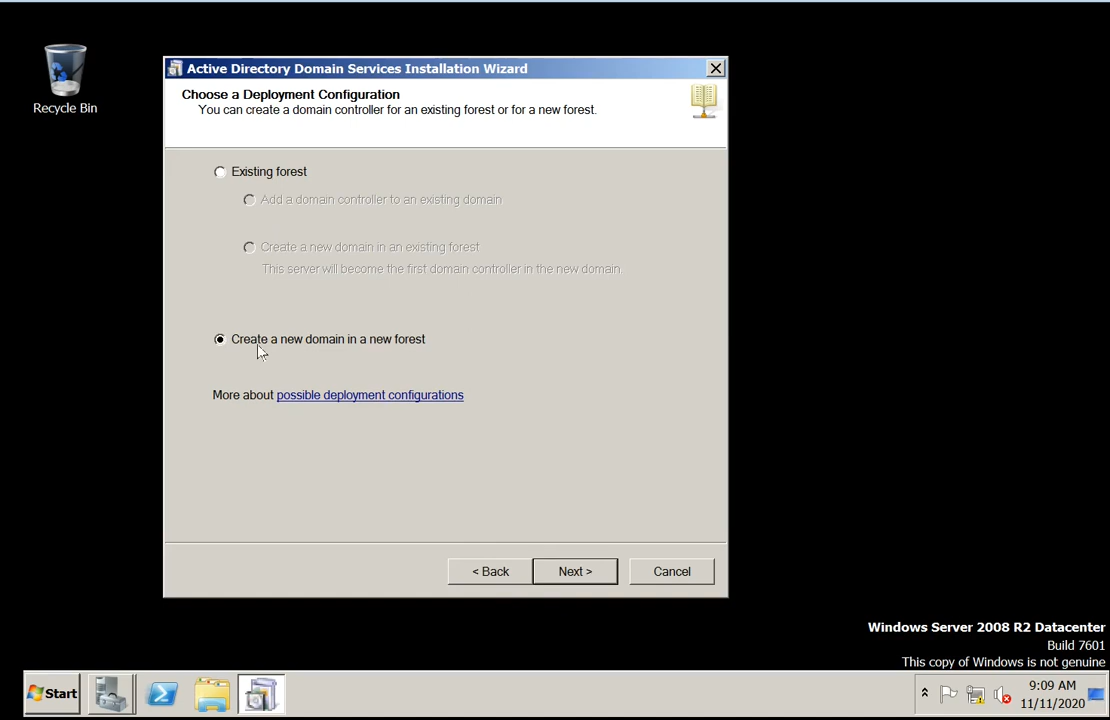 Recycle Bin
Active Directory Domain Services Installation Wizard
Choose a Deployment Configuration
You can create a domain controller for an existing forest or for a new forest.
Existing forest
Add a domain controller to an existing domain
Create a new domain in an existing forest
This server will become the first domain controller in the new domain.
Create a new domain in a new forest
More about possible deployment configurations
< Back
Next >
Cancel
Windows Server 2008 R2 Datacenter
Build 7601
This copy of Windows is not genuine
Start
9:09 AM
11/11/2020